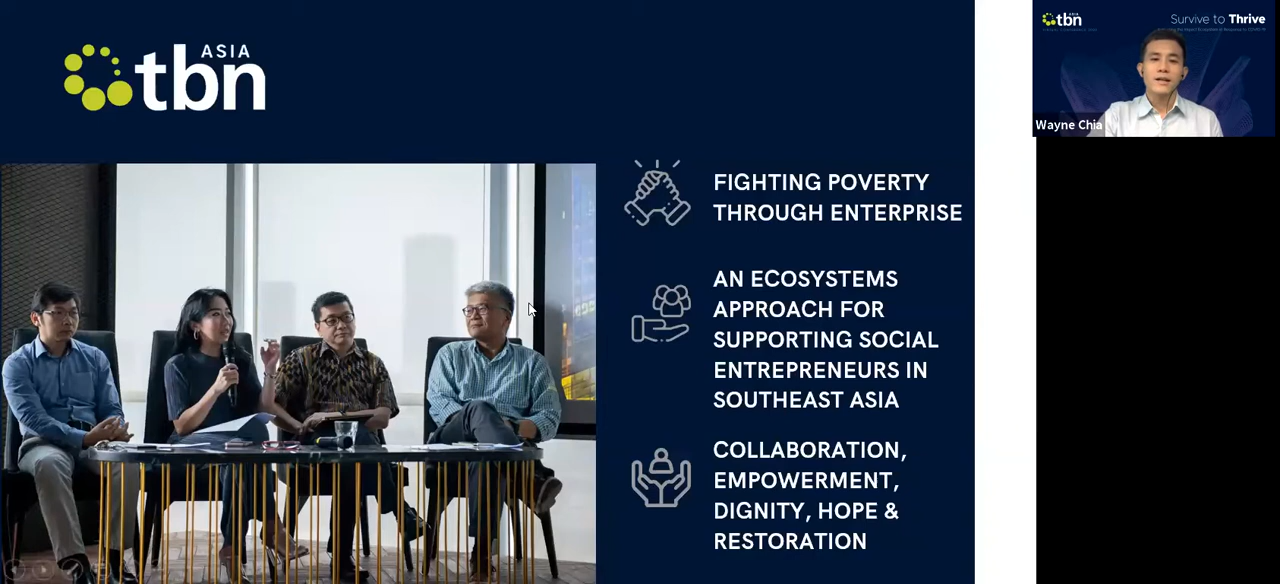 ASIA
tbn
FIGHTING POVERTY
THROUGH ENTERPRISE
AN ECOSYSTEMS
APPROACH FOR
SUPPORTING SOCIAL
ENTREPRENEURS IN
SOUTHEAST ASIA
COLLABORATION,
EMPOWERMENT,
DIGNITY, HOPE &
RESTORATION
ASIA
tbn
Survive to Thrive
Wayne Chia